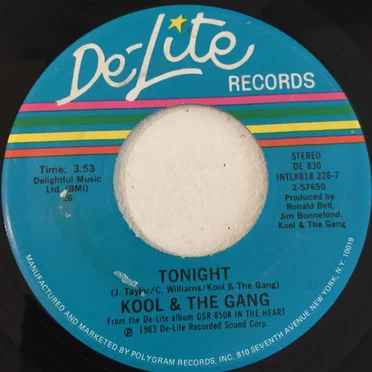 De-Lite
RECORDS
Time: 3:53
Delightful Music
Ltd. (BMI)
26
STEREO
DE 830
INTL#818 226-7
2-57650
Produced by
Ronald Bell,
Jim Bonnefond,
Kool & The Gang
TONIGHT
(J. Taylor/C. Williams/Kool & The Gang)
KOOL & THE GANG
From the De-Lite album DSR 8508 IN THE HEART
℗ 1983 De-Lite Recorded Sound Corp.
MANUFACTURED AND MARKETED BY POLYGRAM RECORDS, INC. 810 SEVENTH AVENUE, NEW YORK, N.Y. 10019